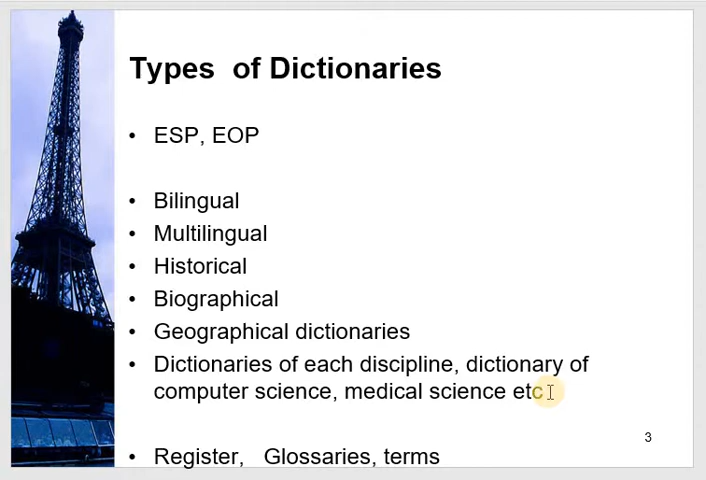 Types  of Dictionaries
• ESP, EOP
• Bilingual
• Multilingual
• Historical
• Biographical
• Geographical dictionaries
• Dictionaries of each discipline, dictionary of
computer science, medical science etc
3
• Register,   Glossaries, terms